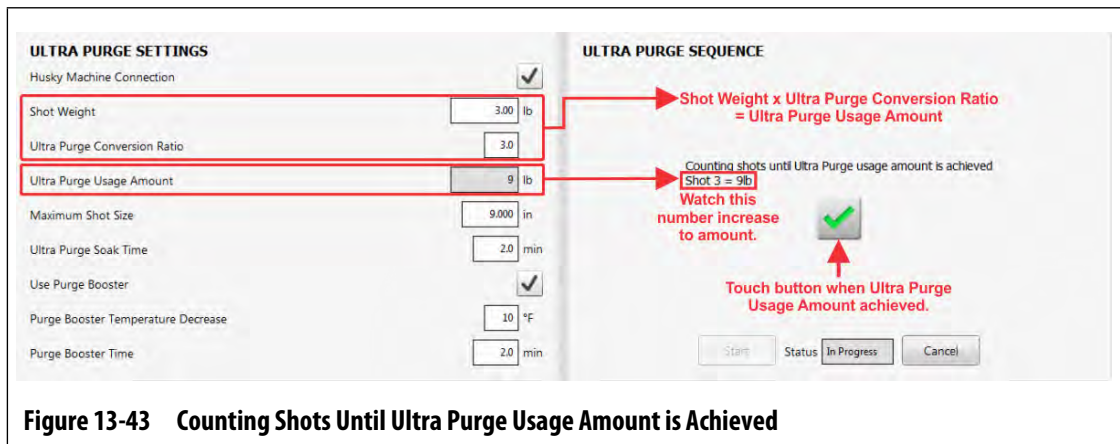 ULTRA PURGE SETTINGS
Husky Machine Connection
Shot Weight 3.00 lb
Ultra Purge Conversion Ratio 3.0
Ultra Purge Usage Amount 9 lb
Maximum Shot Size 9.000 in
Ultra Purge Soak Time 2.0 min
Use Purge Booster
Purge Booster Temperature Decrease 10 °F
Purge Booster Time 2.0 min
ULTRA PURGE SEQUENCE
Shot Weight x Ultra Purge Conversion Ratio
= Ultra Purge Usage Amount
Counting shots until Ultra Purge usage amount is achieved
Shot 3 = 9lb
Watch this
number increase
to amount.
Touch button when Ultra Purge
Usage Amount achieved.
Start Status In Progress Cancel
Figure 13-43 Counting Shots Until Ultra Purge Usage Amount is Achieved